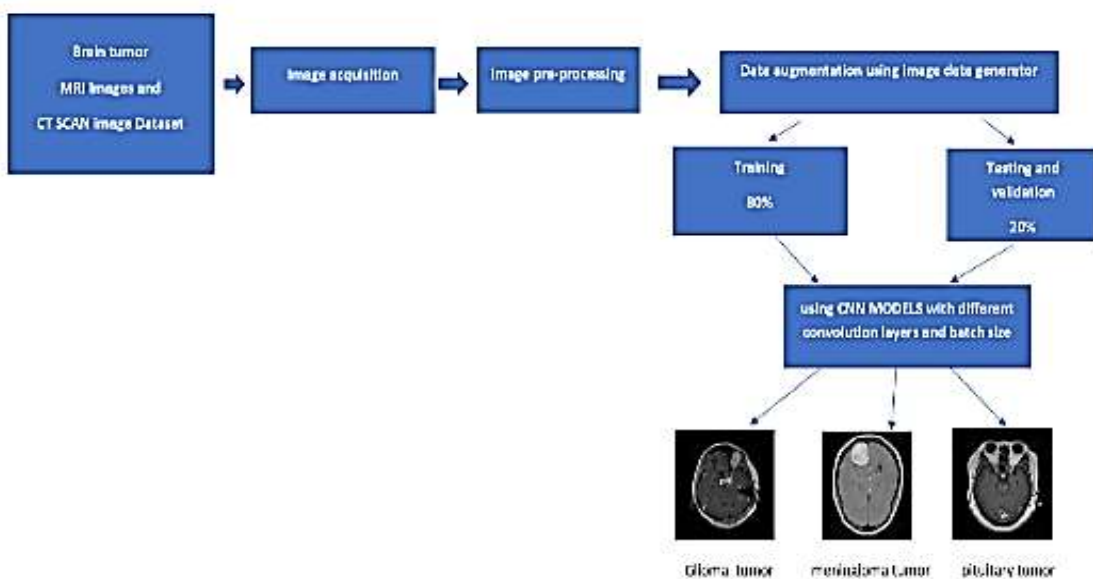 Brain tumor
MRI Images and
CT SCAN Image Dataset
Image acquisition
Image pre-processing
Data augmentation using image data generator
Training
80%
Testing and
validation
20%
using CNN MODELS with different
convolution layers and batch size
Glioma tumor
meningioma tumor
pituitary tumor